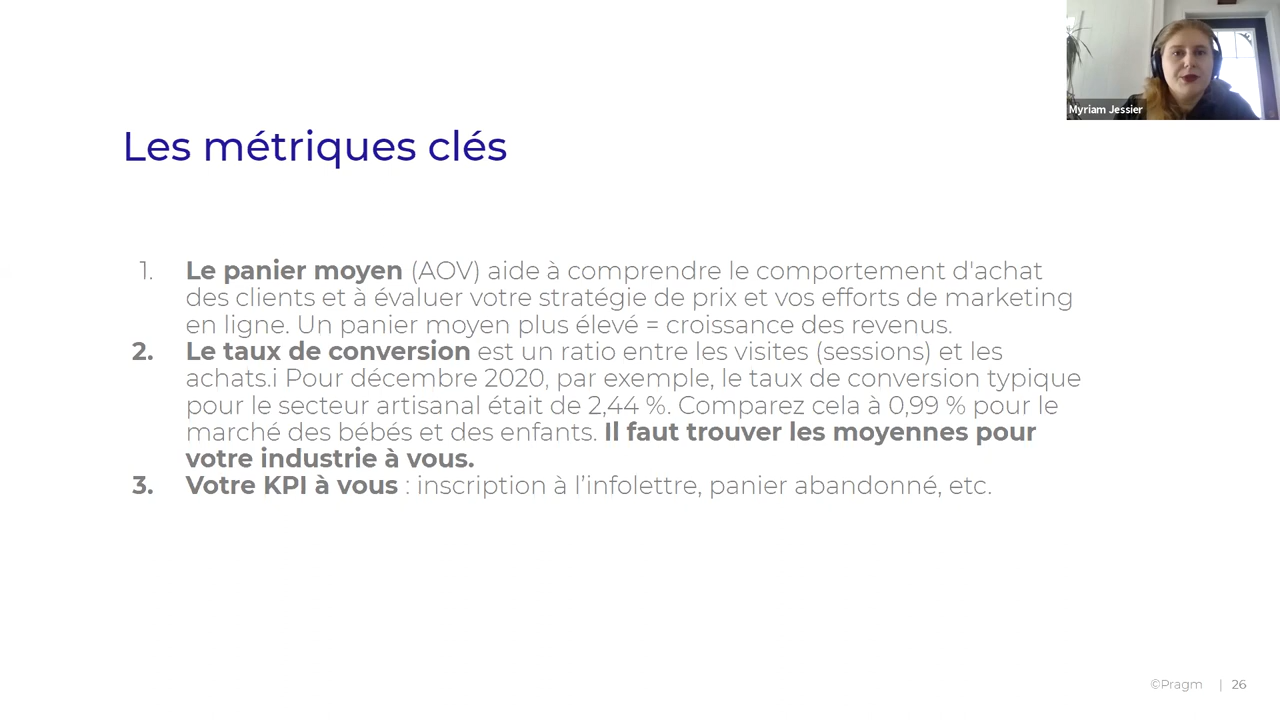 Myriam Jessier
Les métriques clés
1. Le panier moyen (AOV) aide à comprendre le comportement d'achat
des clients et à évaluer votre stratégie de prix et vos efforts de marketing
en ligne. Un panier moyen plus élevé = croissance des revenus.
2. Le taux de conversion est un ratio entre les visites (sessions) et les
achats.i Pour décembre 2020, par exemple, le taux de conversion typique
pour le secteur artisanal était de 2,44 %. Comparez cela à 0,99 % pour le
marché des bébés et des enfants. Il faut trouver les moyennes pour
votre industrie à vous.
3. Votre KPI à vous : inscription à l’infolettre, panier abandonné, etc.
©Pragm | 26